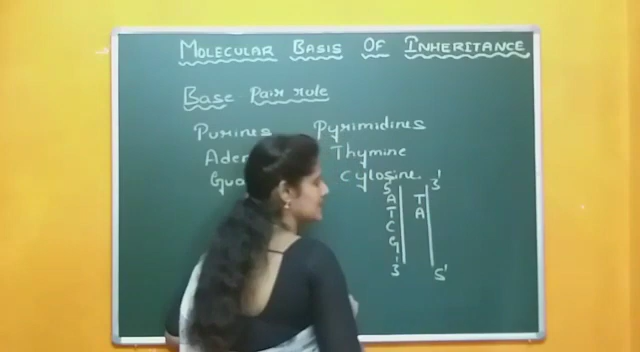 MOLECULAR BASIS OF INHERITANCE
Base Pair rule
Purines Pyrimidines
Thymine
Cytosine
5' 3'
A T
T A
C
G
3' 5'